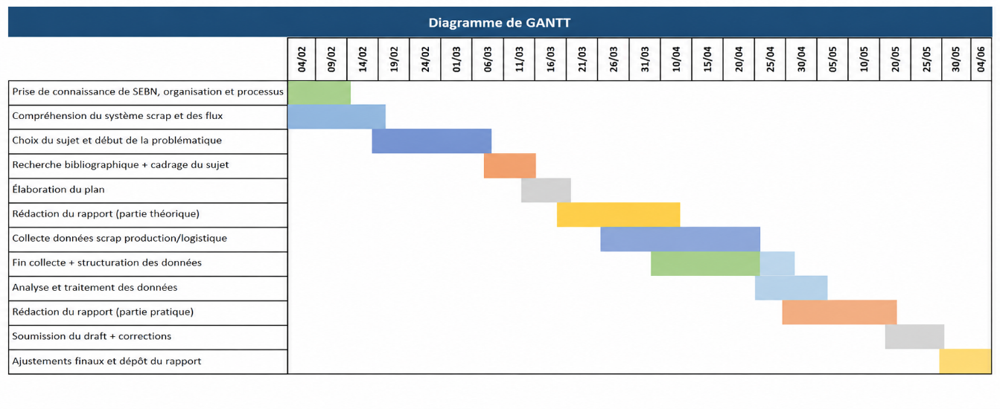 Diagramme de GANTT
04/02 09/02 14/02 19/02 24/02 01/03 06/03 11/03 16/03 21/03 26/03 31/03 10/04 15/04 20/04 25/04 30/04 05/05 10/05 20/05 25/05 30/05 04/06
Prise de connaissance de SEBN, organisation et processus
Compréhension du système scrap et des flux
Choix du sujet et début de la problématique
Recherche bibliographique + cadrage du sujet
Élaboration du plan
Rédaction du rapport (partie théorique)
Collecte données scrap production/logistique
Fin collecte + structuration des données
Analyse et traitement des données
Rédaction du rapport (partie pratique)
Soumission du draft + corrections
Ajustements finaux et dépôt du rapport